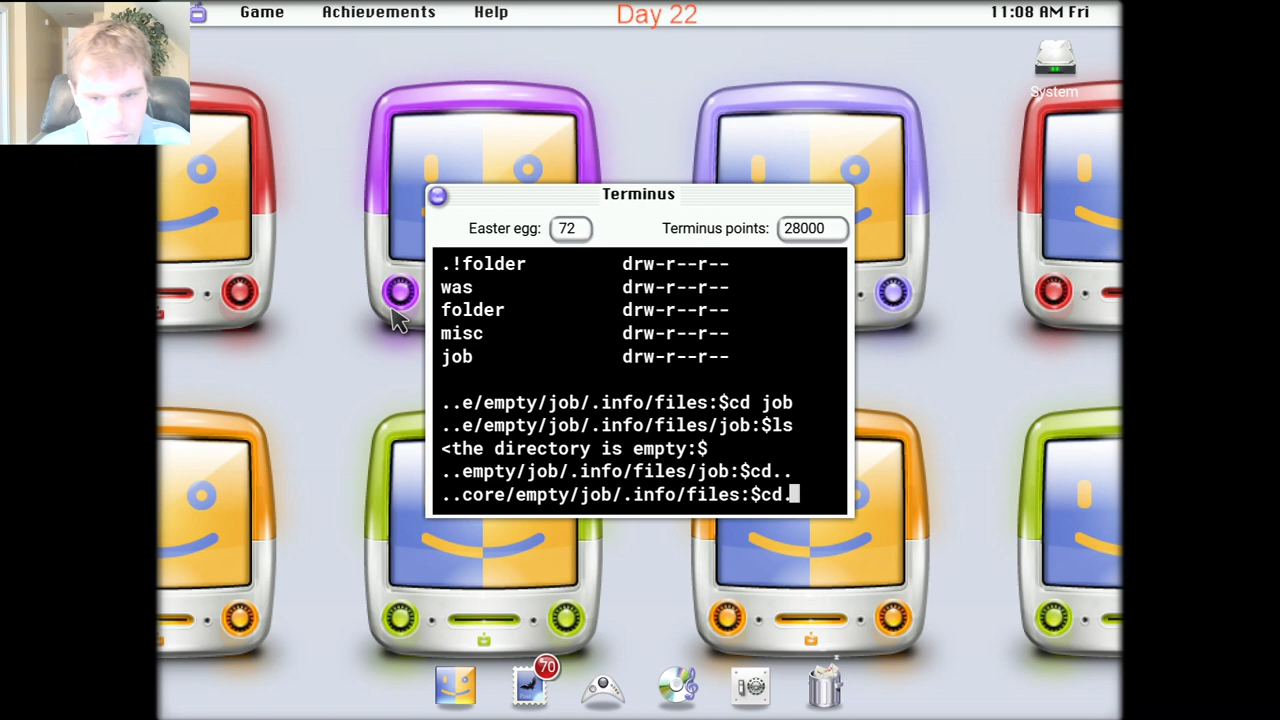 Game Achievements Help Day 22 11:08 AM Fri
System
Terminus
Easter egg: 72 Terminus points: 28000
.!folder drw-r--r--
was drw-r--r--
folder drw-r--r--
misc drw-r--r--
job drw-r--r--
..e/empty/job/.info/files:$cd job
..e/empty/job/.info/files/job:$ls
<the directory is empty:$
..empty/job/.info/files/job:$cd..
..core/empty/job/.info/files:$cd.
70